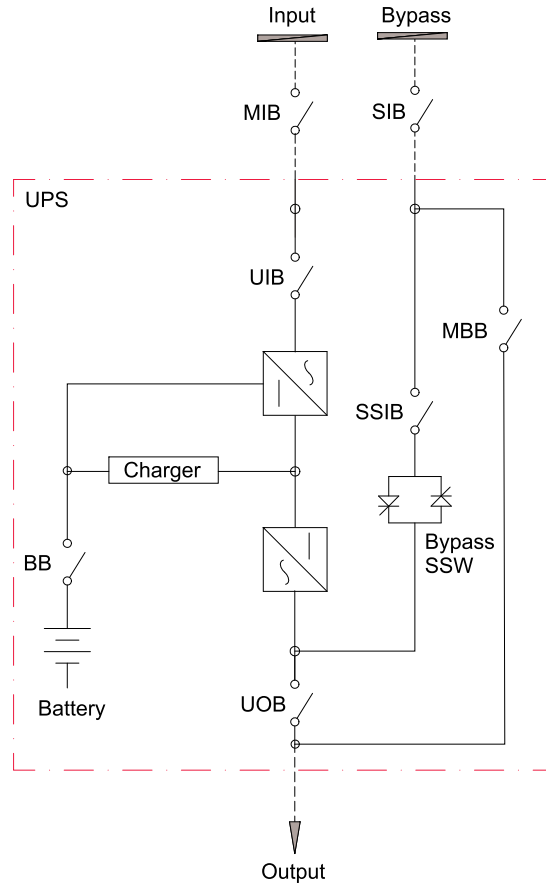 Input
Bypass
MIB
SIB
UPS
UIB
MBB
SSIB
Charger
Bypass
SSW
BB
Battery
UOB
Output